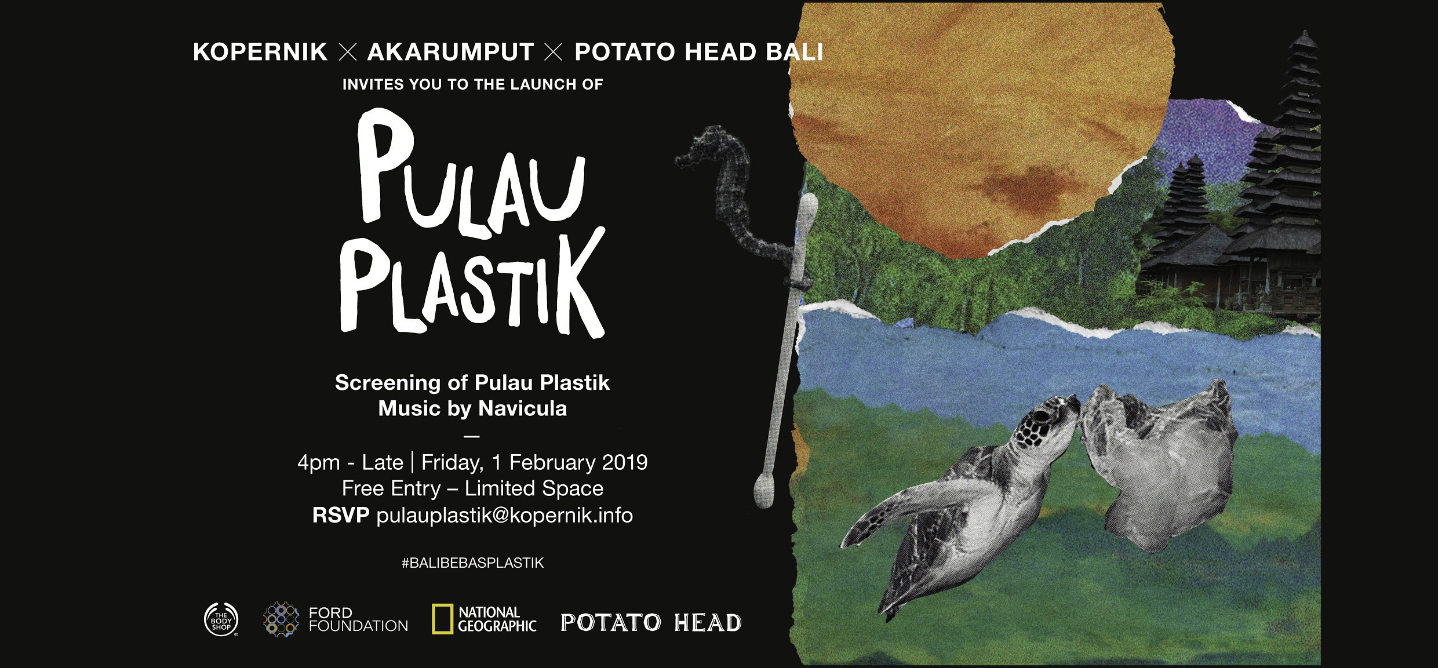 KOPERNIK × AKARUMPUT × POTATO HEAD BALI
INVITES YOU TO THE LAUNCH OF
PULAU
PLASTIK
Screening of Pulau Plastik
Music by Navicula
—
4pm - Late | Friday, 1 February 2019
Free Entry – Limited Space
RSVP pulauplastik@kopernik.info
#BALIBEBASPLASTIK
THE
BODY
SHOP®
FORD
FOUNDATION
NATIONAL
GEOGRAPHIC
POTATO HEAD